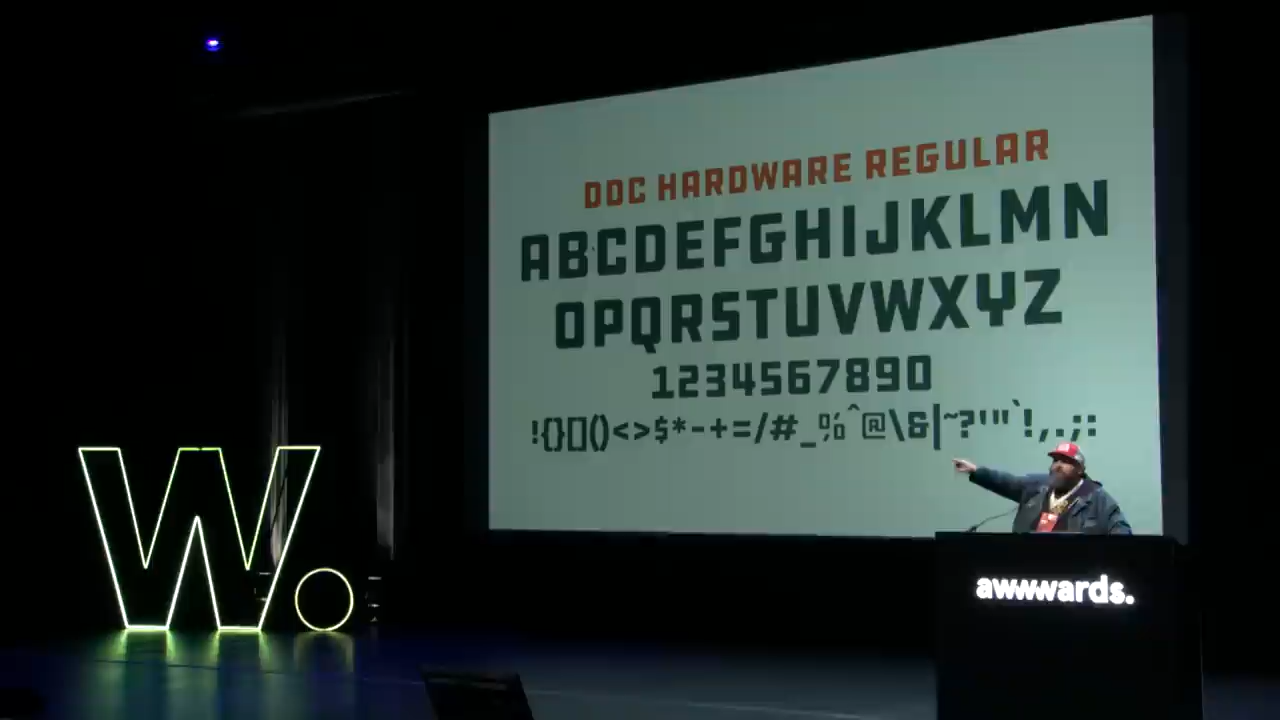 DDC HARDWARE REGULAR
ABCDEFGHIJKLMN
OPQRSTUVWXYZ
1234567890
!{}[]()<>$*-+=/#_%^@\&|~?'"`!,.;:
W.
awwwards.